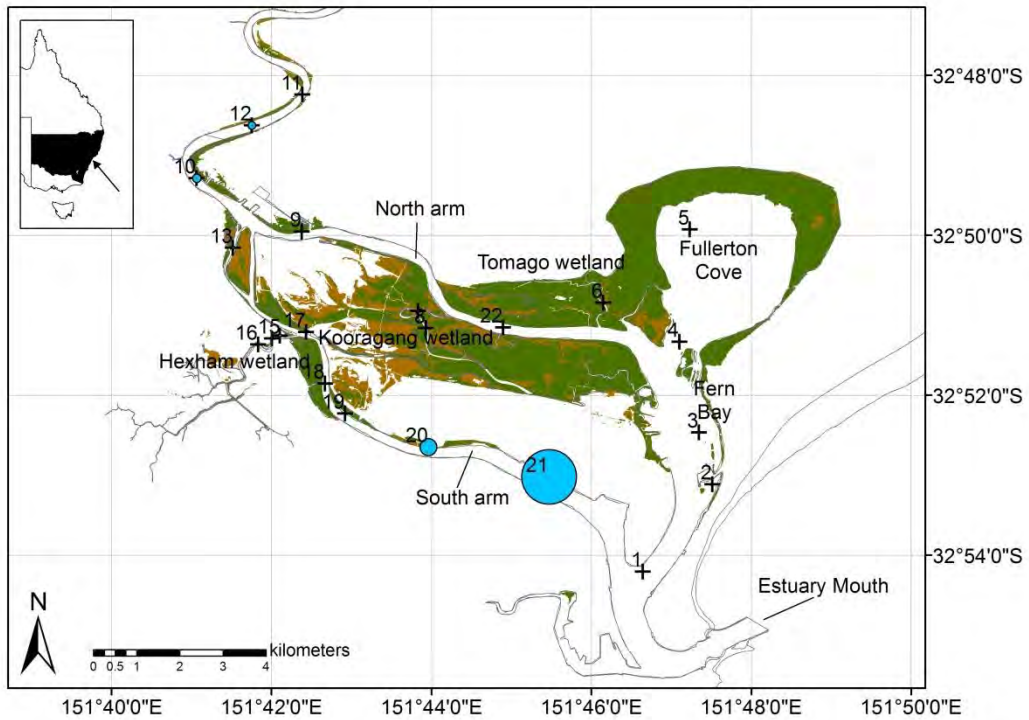 11
32°48'0"S
12
10
9
North arm
5
32°50'0"S
13
Fullerton
Cove
Tomago wetland
6
22
17
15
16
Kooragang wetland
4
Hexham wetland
18
Fern
Bay
32°52'0"S
19
3
20
21
2
South arm
1
32°54'0"S
Estuary Mouth
N
kilometers
0 0.5 1 2 3 4
151°40'0"E 151°42'0"E 151°44'0"E 151°46'0"E 151°48'0"E 151°50'0"E